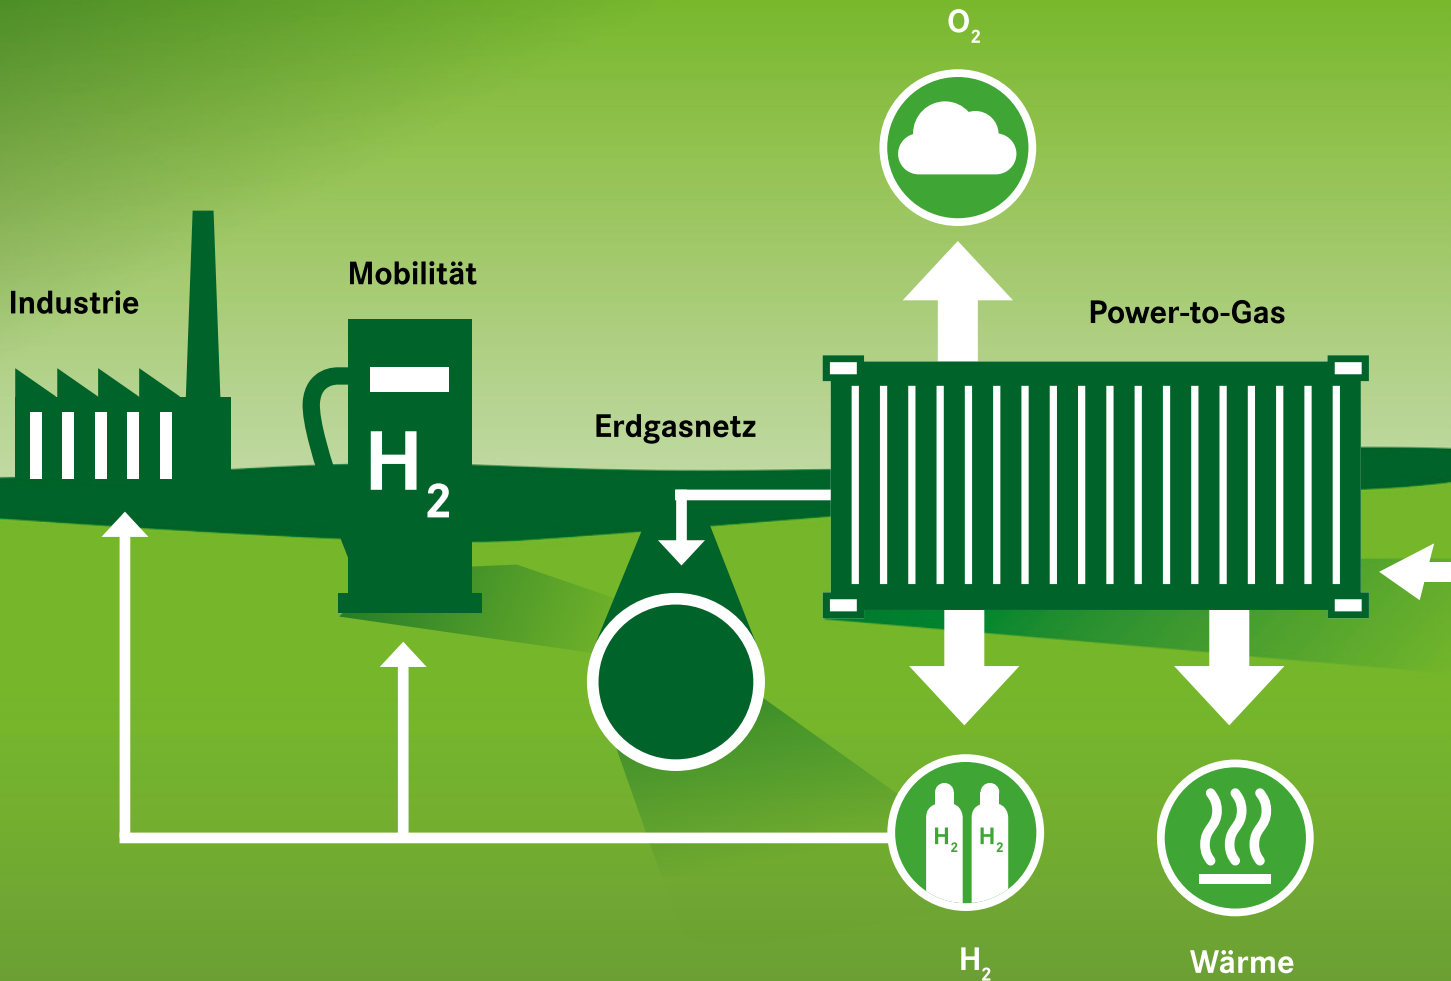 O₂
Mobilität
Industrie
Power-to-Gas
Erdgasnetz
H₂
H₂ H₂
H₂
Wärme